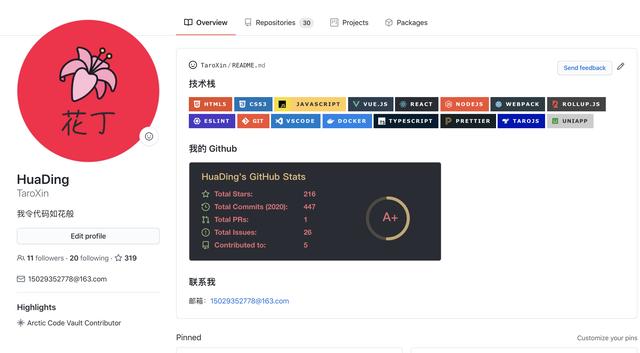 Overview
Repositories 30
Projects
Packages
花丁
HuaDing
TaroXin
我令代码如花般
Edit profile
11 followers · 20 following · 319
15029352778@163.com
Highlights
Arctic Code Vault Contributor
TaroXin/README.md
Send feedback
技术栈
HTML5 CSS3 JAVASCRIPT VUE.JS REACT NODEJS WEBPACK ROLLUP.JS
ESLINT GIT VSCODE DOCKER TYPESCRIPT PRETTIER TAROJS UNIAPP
我的 Github
HuaDing's GitHub Stats
Total Stars: 216
Total Commits (2020): 447
Total PRs: 1
Total Issues: 26
Contributed to: 5
A+
联系我
邮箱：15029352778@163.com
Pinned
Customize your pins